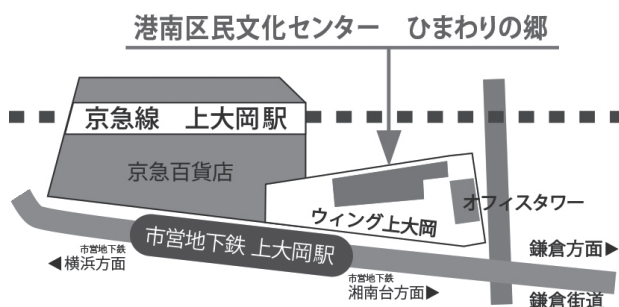 港南区民文化センター　ひまわりの郷
京急線　上大岡駅
京急百貨店
オフィスタワー
ウィング上大岡
市営地下鉄 上大岡駅
市営地下鉄
◀横浜方面
鎌倉方面▶
市営地下鉄
湘南台方面▶
鎌倉街道